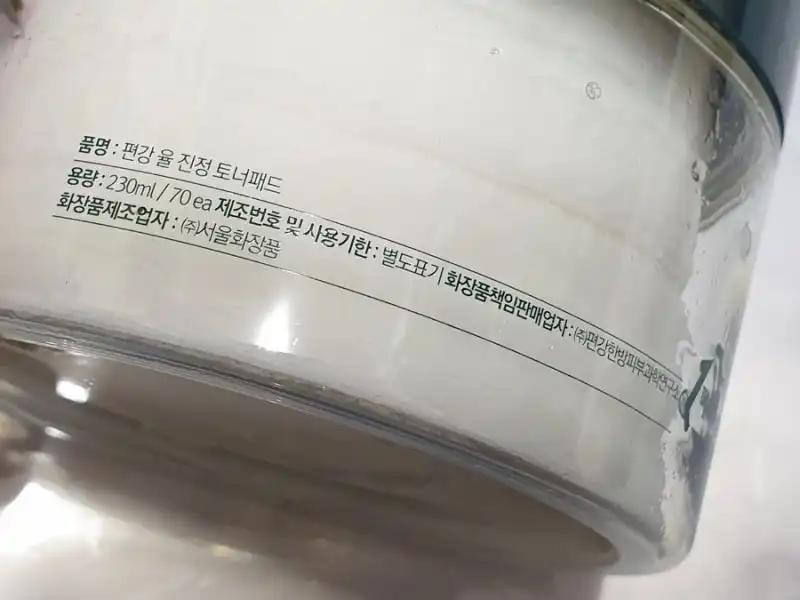 품명 : 편강 율 진정 토너패드
용량 : 230ml / 70 ea 제조번호 및 사용기한 : 별도표기 화장품책임판매업자 : (주)편강한방피부과학연구소
화장품제조업자 : (주)서울화장품